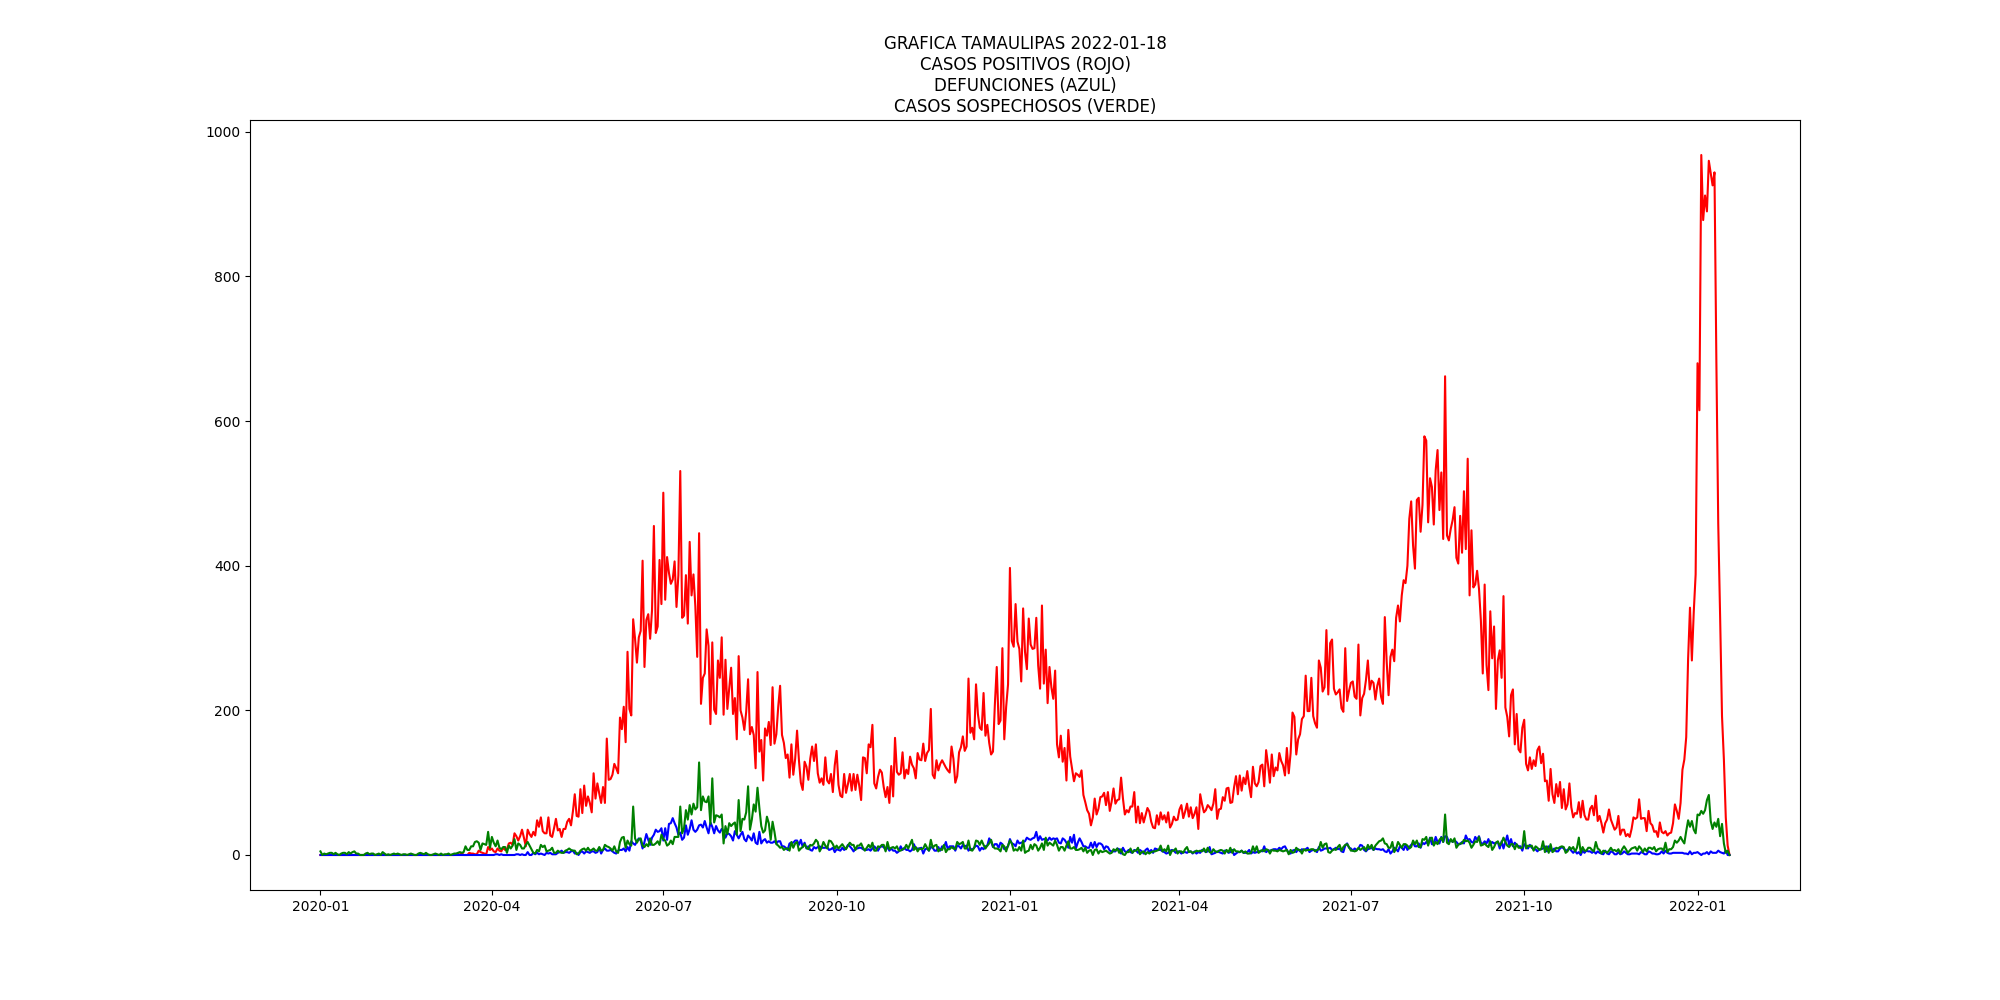 GRAFICA TAMAULIPAS 2022-01-18
CASOS POSITIVOS (ROJO)
DEFUNCIONES (AZUL)
CASOS SOSPECHOSOS (VERDE)
1000
800
600
400
200
0
2020-01 2020-04 2020-07 2020-10 2021-01 2021-04 2021-07 2021-10 2022-01